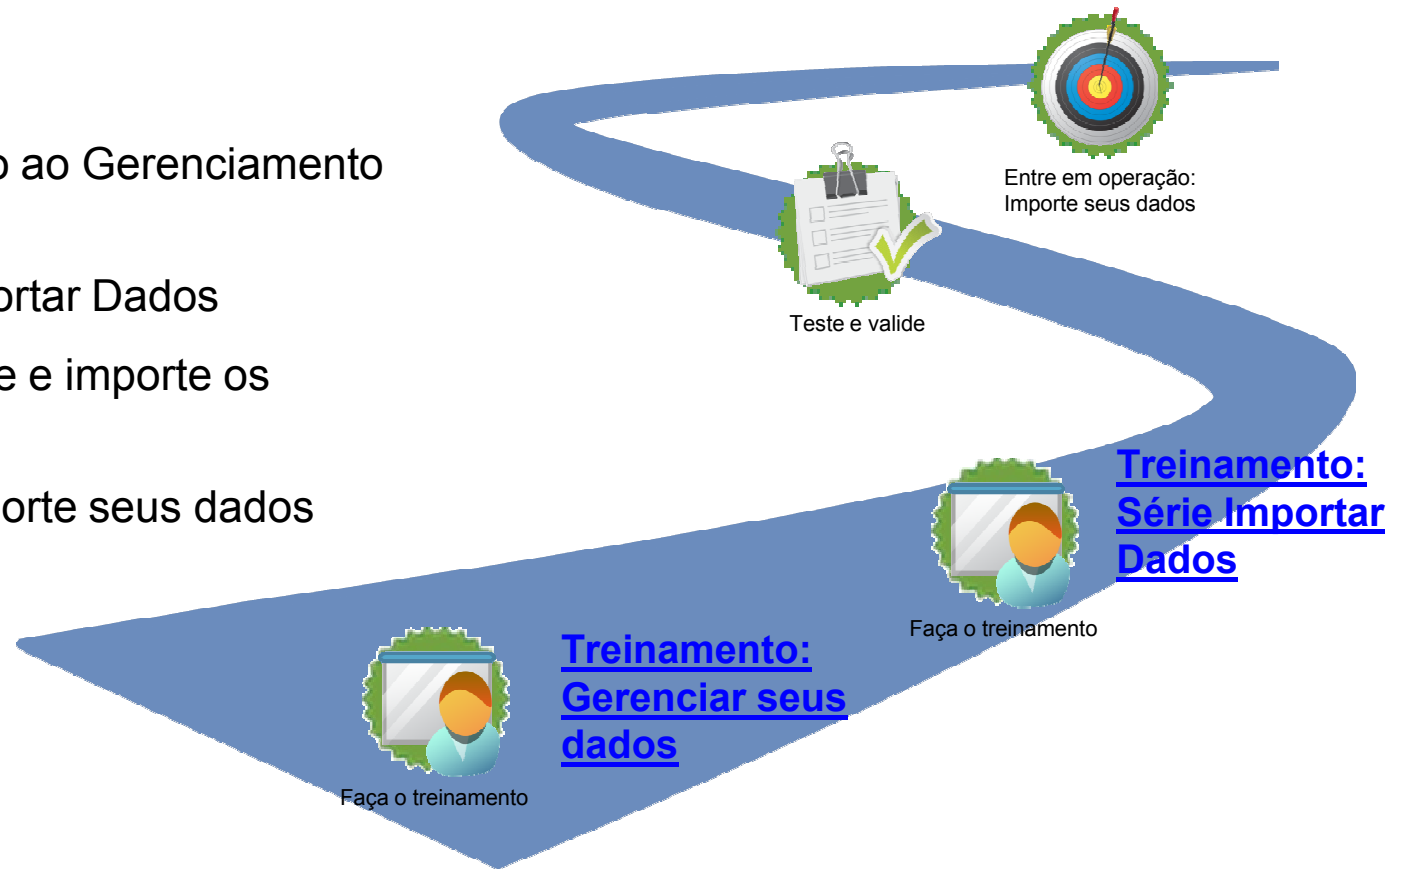 o ao Gerenciamento
ortar Dados
e e importe os
orte seus dados
Entre em operação:
Importe seus dados
Teste e valide
Treinamento:
Série Importar
Dados
Faça o treinamento
Treinamento:
Gerenciar seus
dados
Faça o treinamento